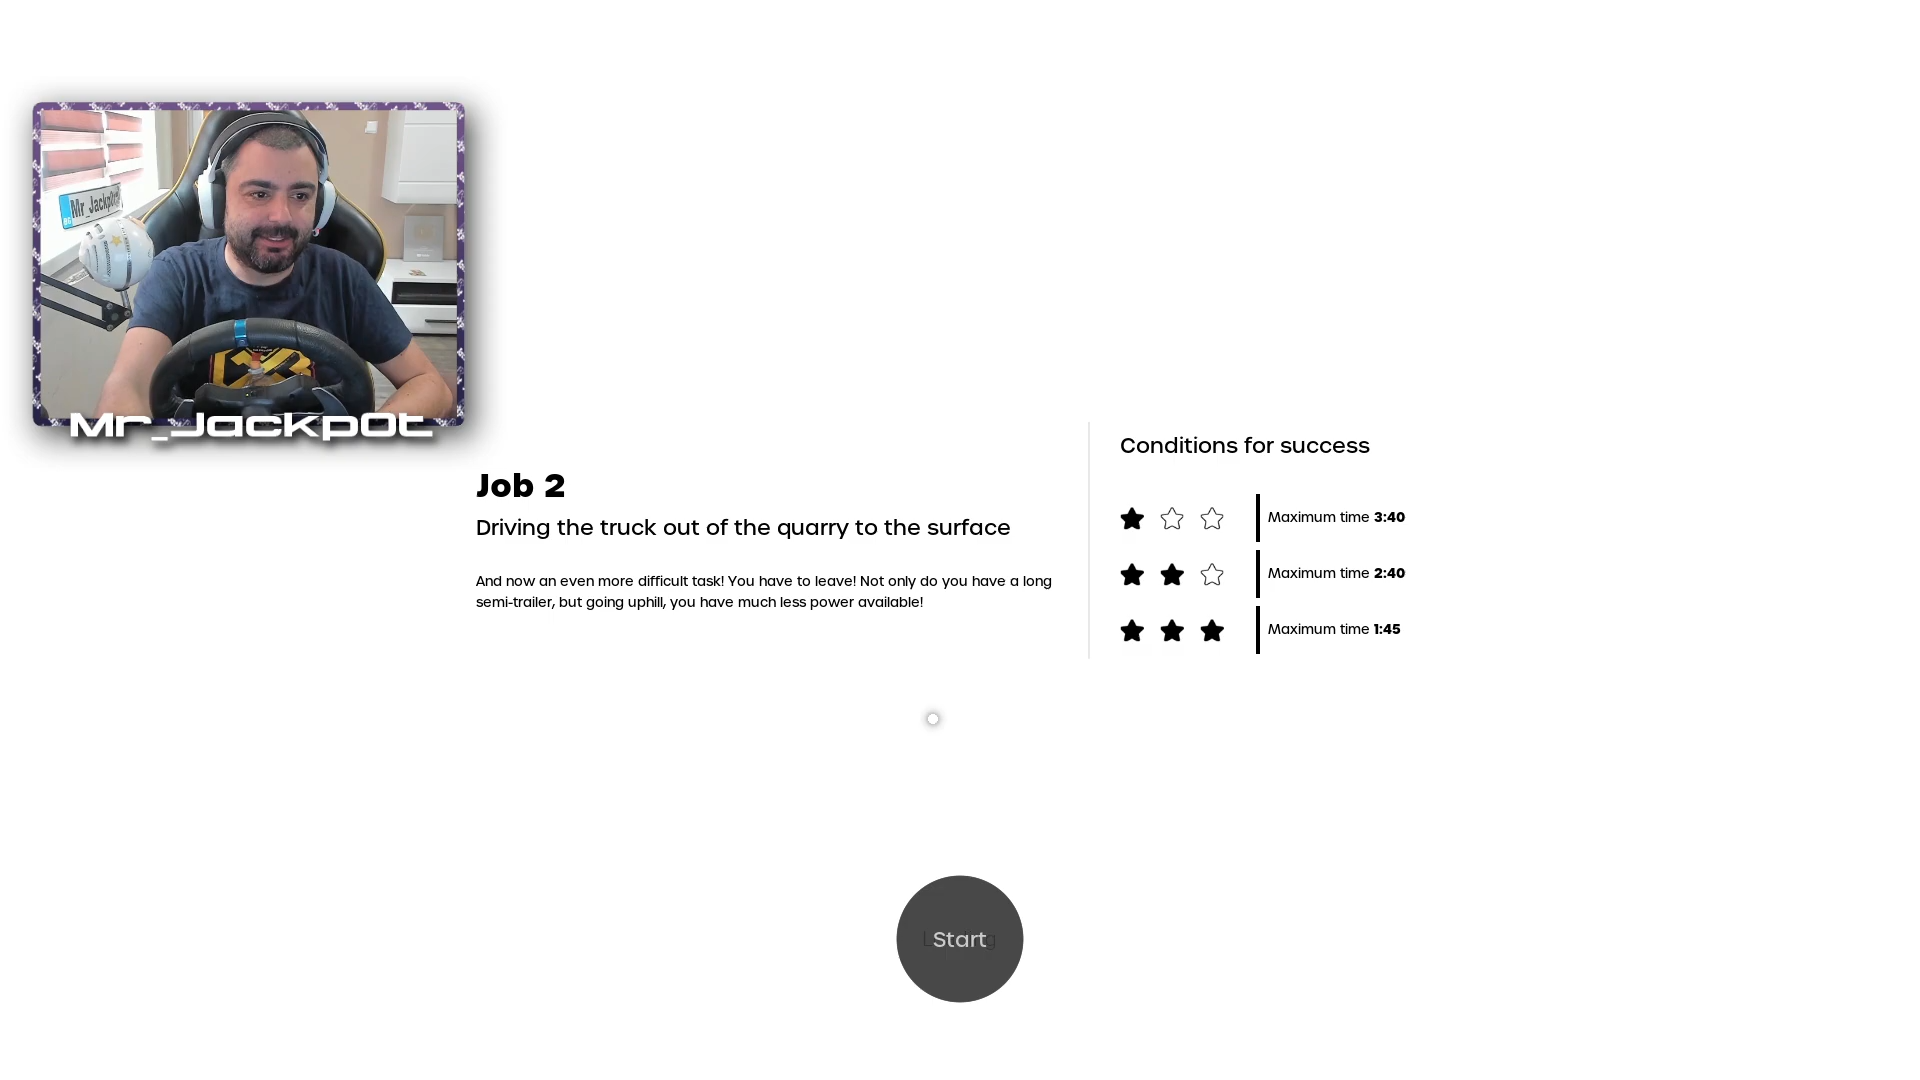 Mr_Jackp0t
Mr_Jackp0t
Job 2
Driving the truck out of the quarry to the surface
And now an even more difficult task! You have to leave! Not only do you have a long
semi-trailer, but going uphill, you have much less power available!
Conditions for success
Maximum time 3:40
Maximum time 2:40
Maximum time 1:45
Start